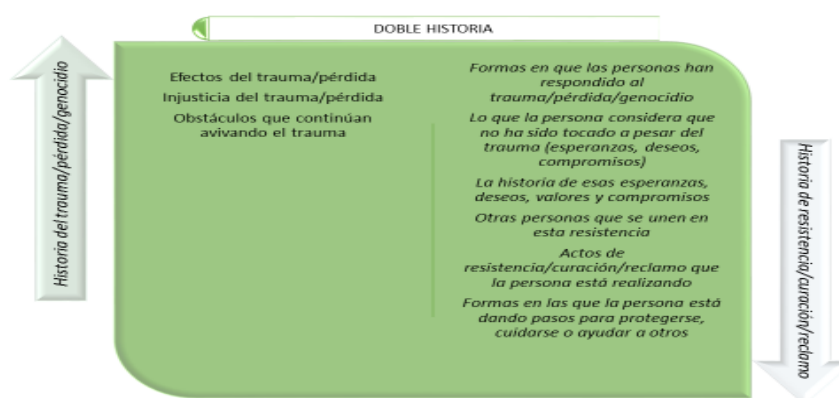 DOBLE HISTORIA
Historia del trauma/pérdida/genocidio
Efectos del trauma/pérdida
Injusticia del trauma/pérdida
Obstáculos que continúan
avivando el trauma
Formas en que las personas han
respondido al
trauma/pérdida/genocidio
Lo que la persona considera que
no ha sido tocado a pesar del
trauma (esperanzas, deseos,
compromisos)
La historia de esas esperanzas,
deseos, valores y compromisos
Otras personas que se unen en
esta resistencia
Actos de
resistencia/curación/reclamo que
la persona está realizando
Formas en las que la persona está
dando pasos para protegerse,
cuidarse o ayudar a otros
Historia de resistencia/curación/reclamo